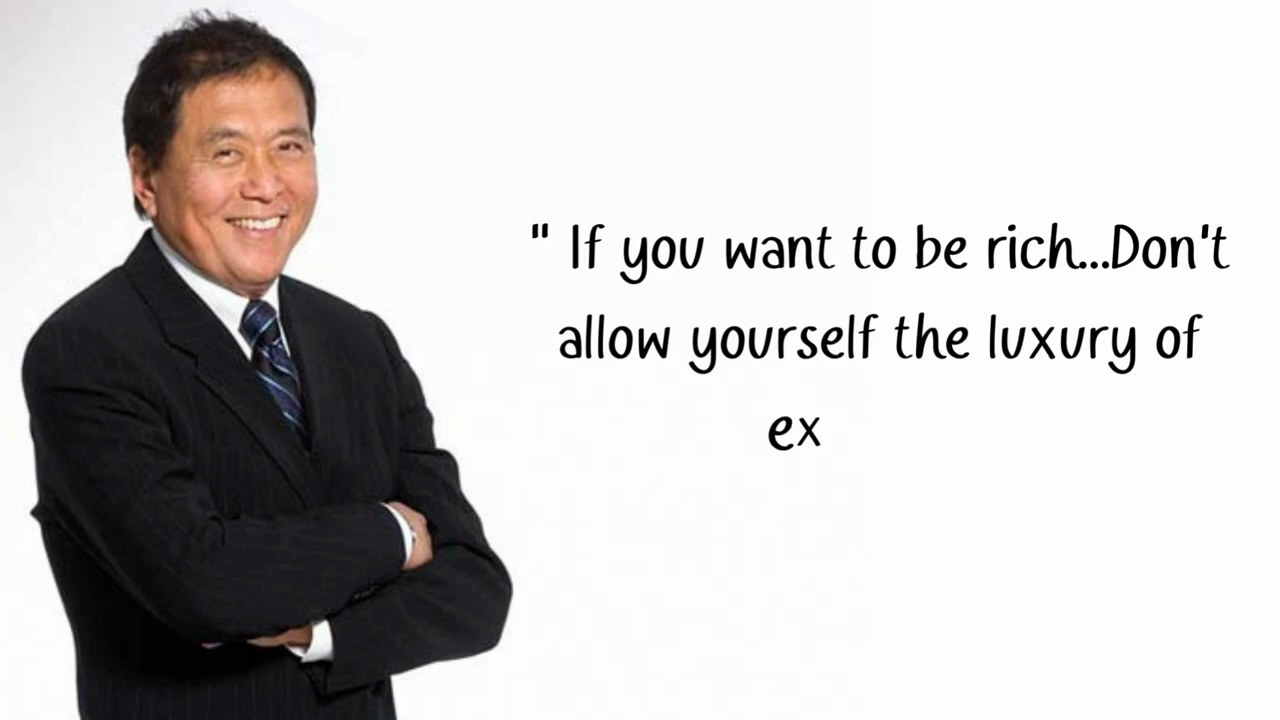 " If you want to be rich...Don't
allow yourself the luxury of
ex